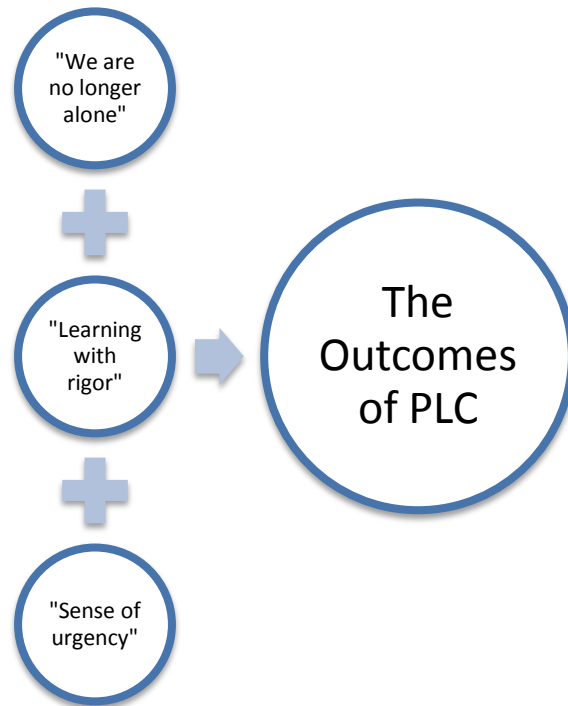 "We are
no longer
alone"
"Learning
with
rigor"
The
Outcomes
of PLC
"Sense of
urgency"